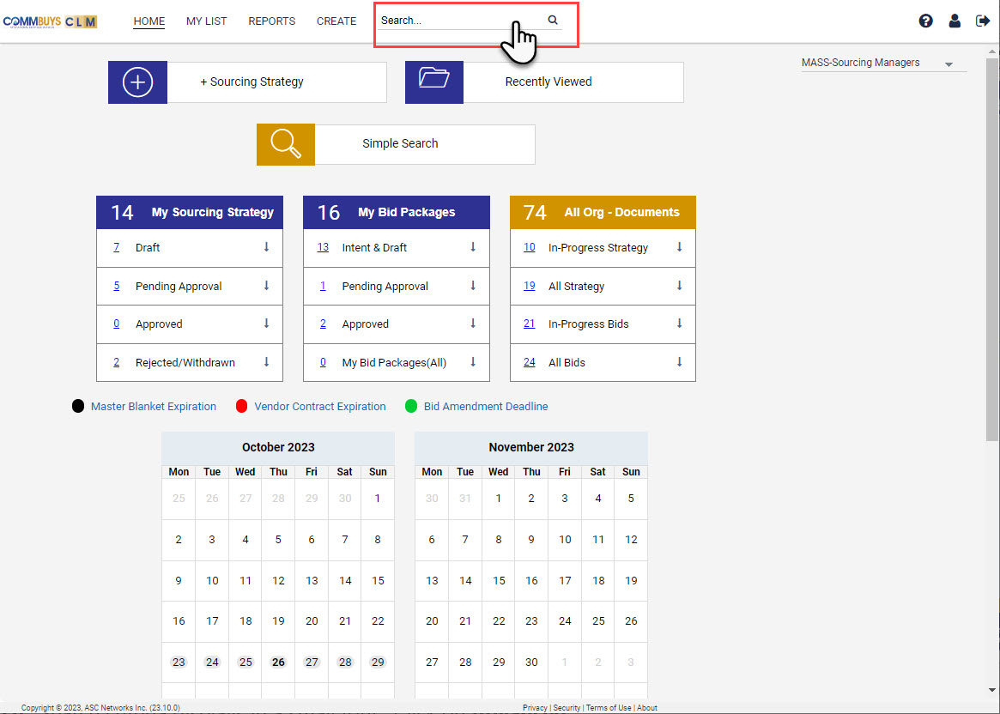 COMMBUYS CLM
HOME MY LIST REPORTS CREATE Search...
MASS-Sourcing Managers
+ Sourcing Strategy Recently Viewed
Simple Search
14 My Sourcing Strategy
7 Draft
5 Pending Approval
0 Approved
2 Rejected/Withdrawn
16 My Bid Packages
13 Intent & Draft
1 Pending Approval
2 Approved
0 My Bid Packages(All)
74 All Org - Documents
10 In-Progress Strategy
19 All Strategy
21 In-Progress Bids
24 All Bids
Master Blanket Expiration Vendor Contract Expiration Bid Amendment Deadline
October 2023
Mon Tue Wed Thu Fri Sat Sun
25 26 27 28 29 30 1
2 3 4 5 6 7 8
9 10 11 12 13 14 15
16 17 18 19 20 21 22
23 24 25 26 27 28 29
November 2023
Mon Tue Wed Thu Fri Sat Sun
30 31 1 2 3 4 5
6 7 8 9 10 11 12
13 14 15 16 17 18 19
20 21 22 23 24 25 26
27 28 29 30 1 2 3
Copyright © 2023, ASC Networks Inc. (23.10.0) Privacy | Security | Terms of Use | About